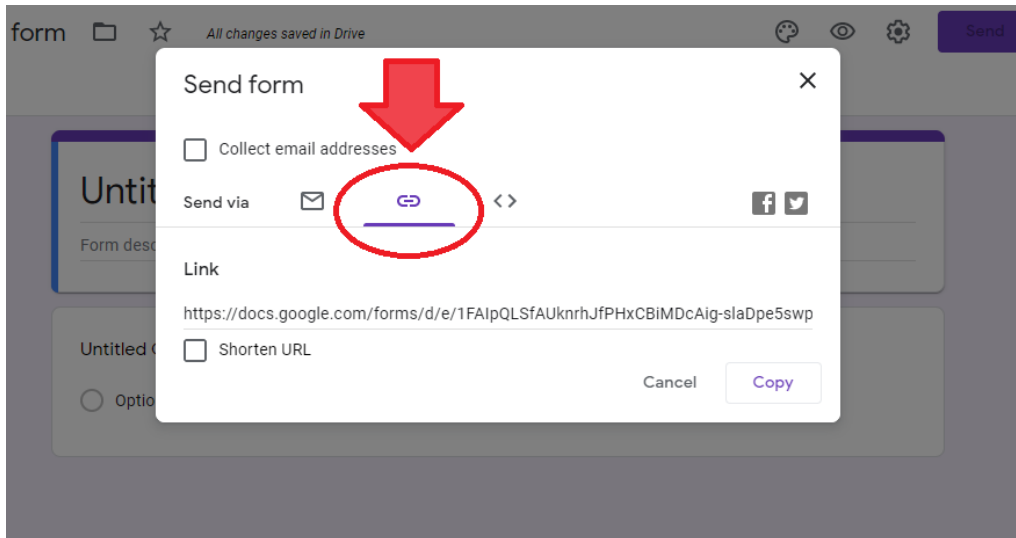 form All changes saved in Drive Send
Send form
Collect email addresses
Untit
Send via
Form desc
Link
https://docs.google.com/forms/d/e/1FAIpQLSfAUknrhJfPHxCBiMDcAig-slaDpe5swp
Untitled
Shorten URL
Cancel Copy
Optio